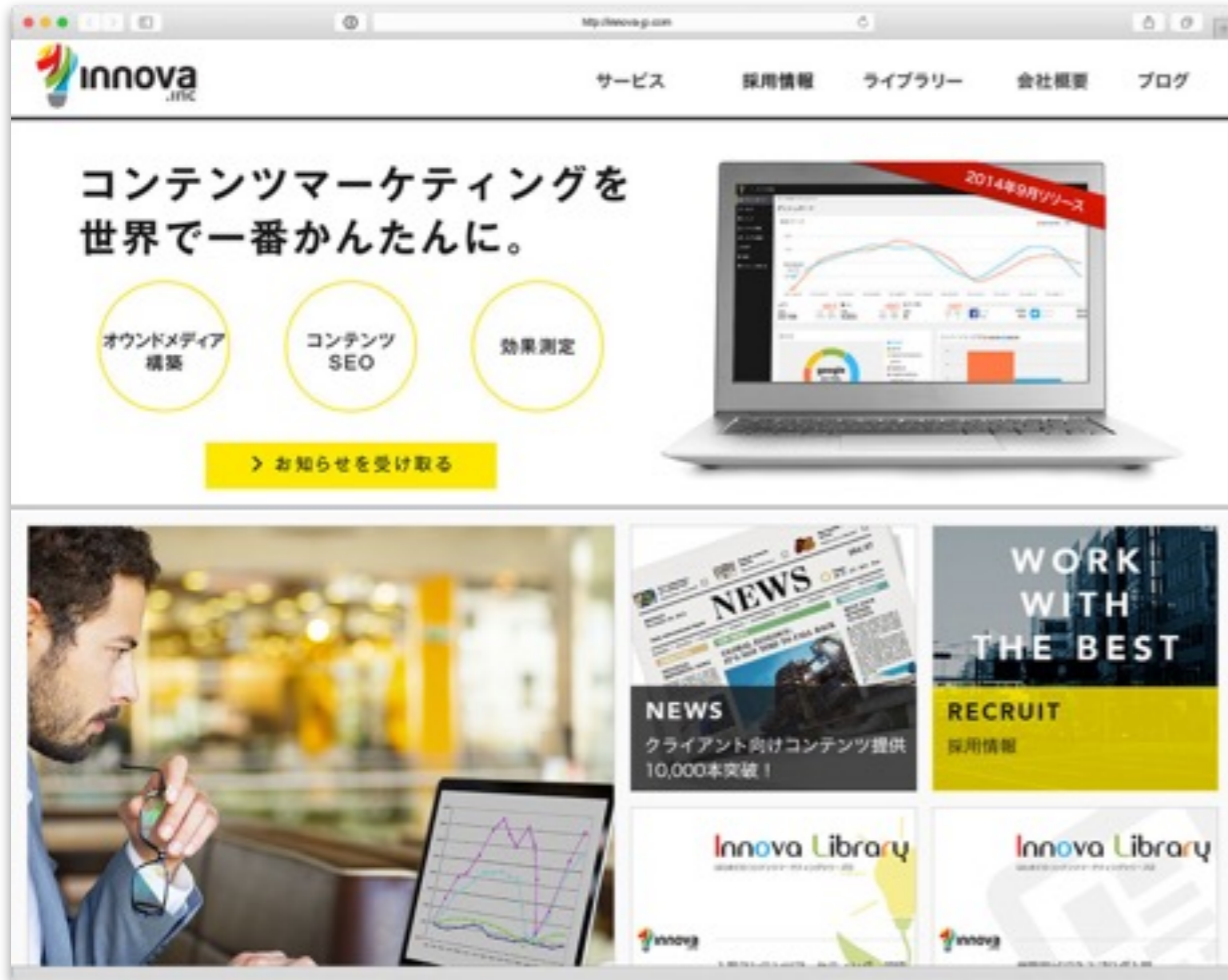 innova
.inc
サービス
採用情報
ライブラリー
会社概要
ブログ
コンテンツマーケティングを
世界で一番かんたんに。
2014年9月リリース
オウンドメディア
構築
コンテンツ
SEO
効果測定
お知らせを受け取る
google
NEWS
WORK
WITH
THE BEST
NEWS
クライアント向けコンテンツ提供
10,000本突破！
RECRUIT
採用情報
Innova Library
Innova Library
innova
innova